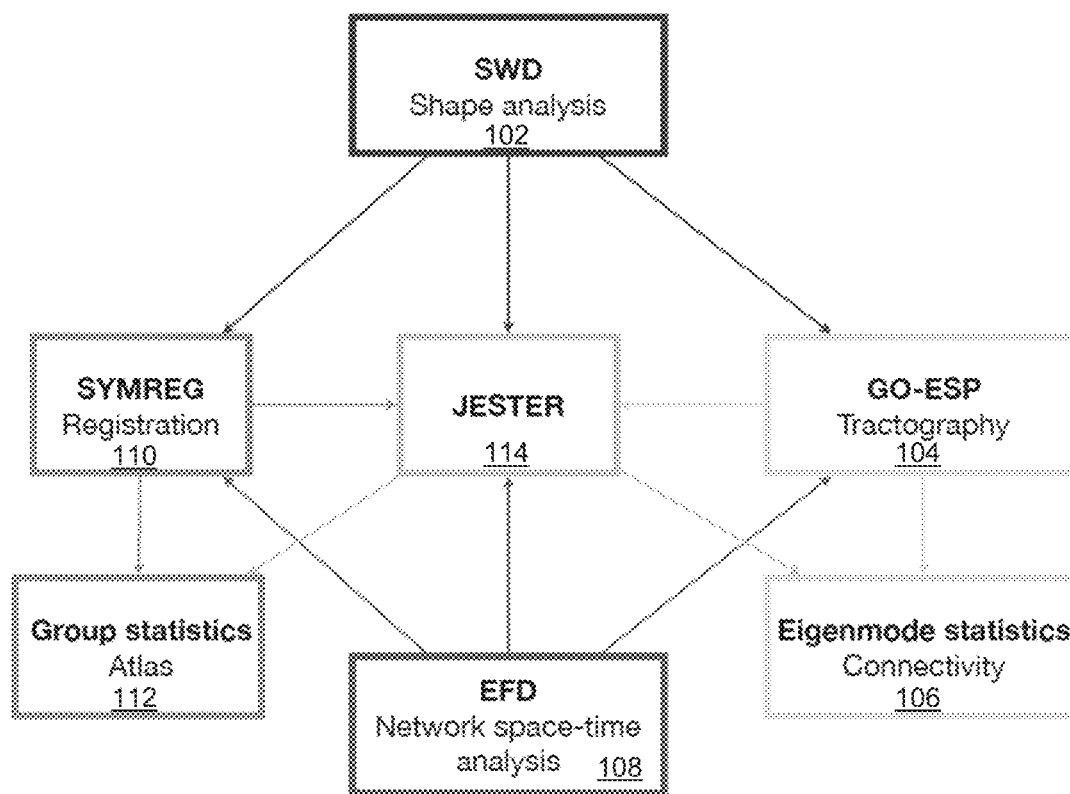 SWD
Shape analysis
102
SYMREG
Registration
110
JESTER
114
GO-ESP
Tractography
104
Group statistics
Atlas
112
EFD
Network space-time
analysis 108
Eigenmode statistics
Connectivity
106